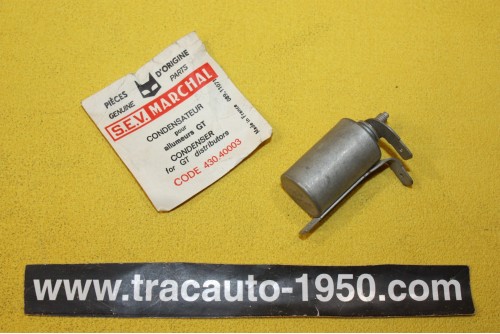 PIÈCES D'ORIGINE
GENUINE PARTS
S.E.V. MARCHAL
CONDENSATEUR
pour
allumeurs GT
CONDENSER
for GT distributors
CODE 430.40003
Made in France
www.tracauto-1950.com